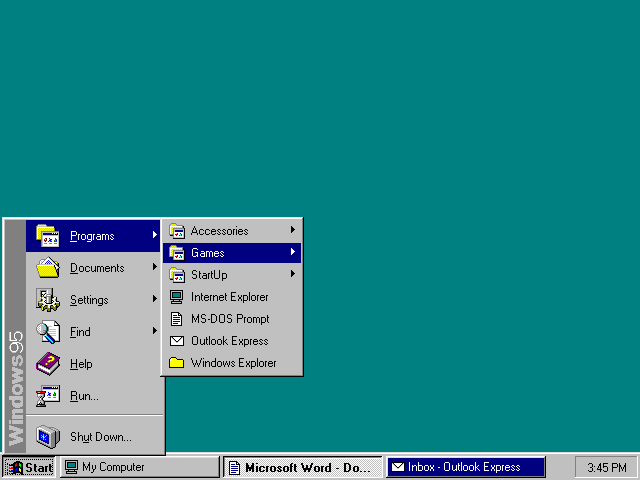 Programs
Documents
Settings
Find
Help
Run...
Shut Down...
Windows95
Accessories
Games
StartUp
Internet Explorer
MS-DOS Prompt
Outlook Express
Windows Explorer
Start
My Computer
Microsoft Word - Do...
Inbox - Outlook Express
3:45 PM